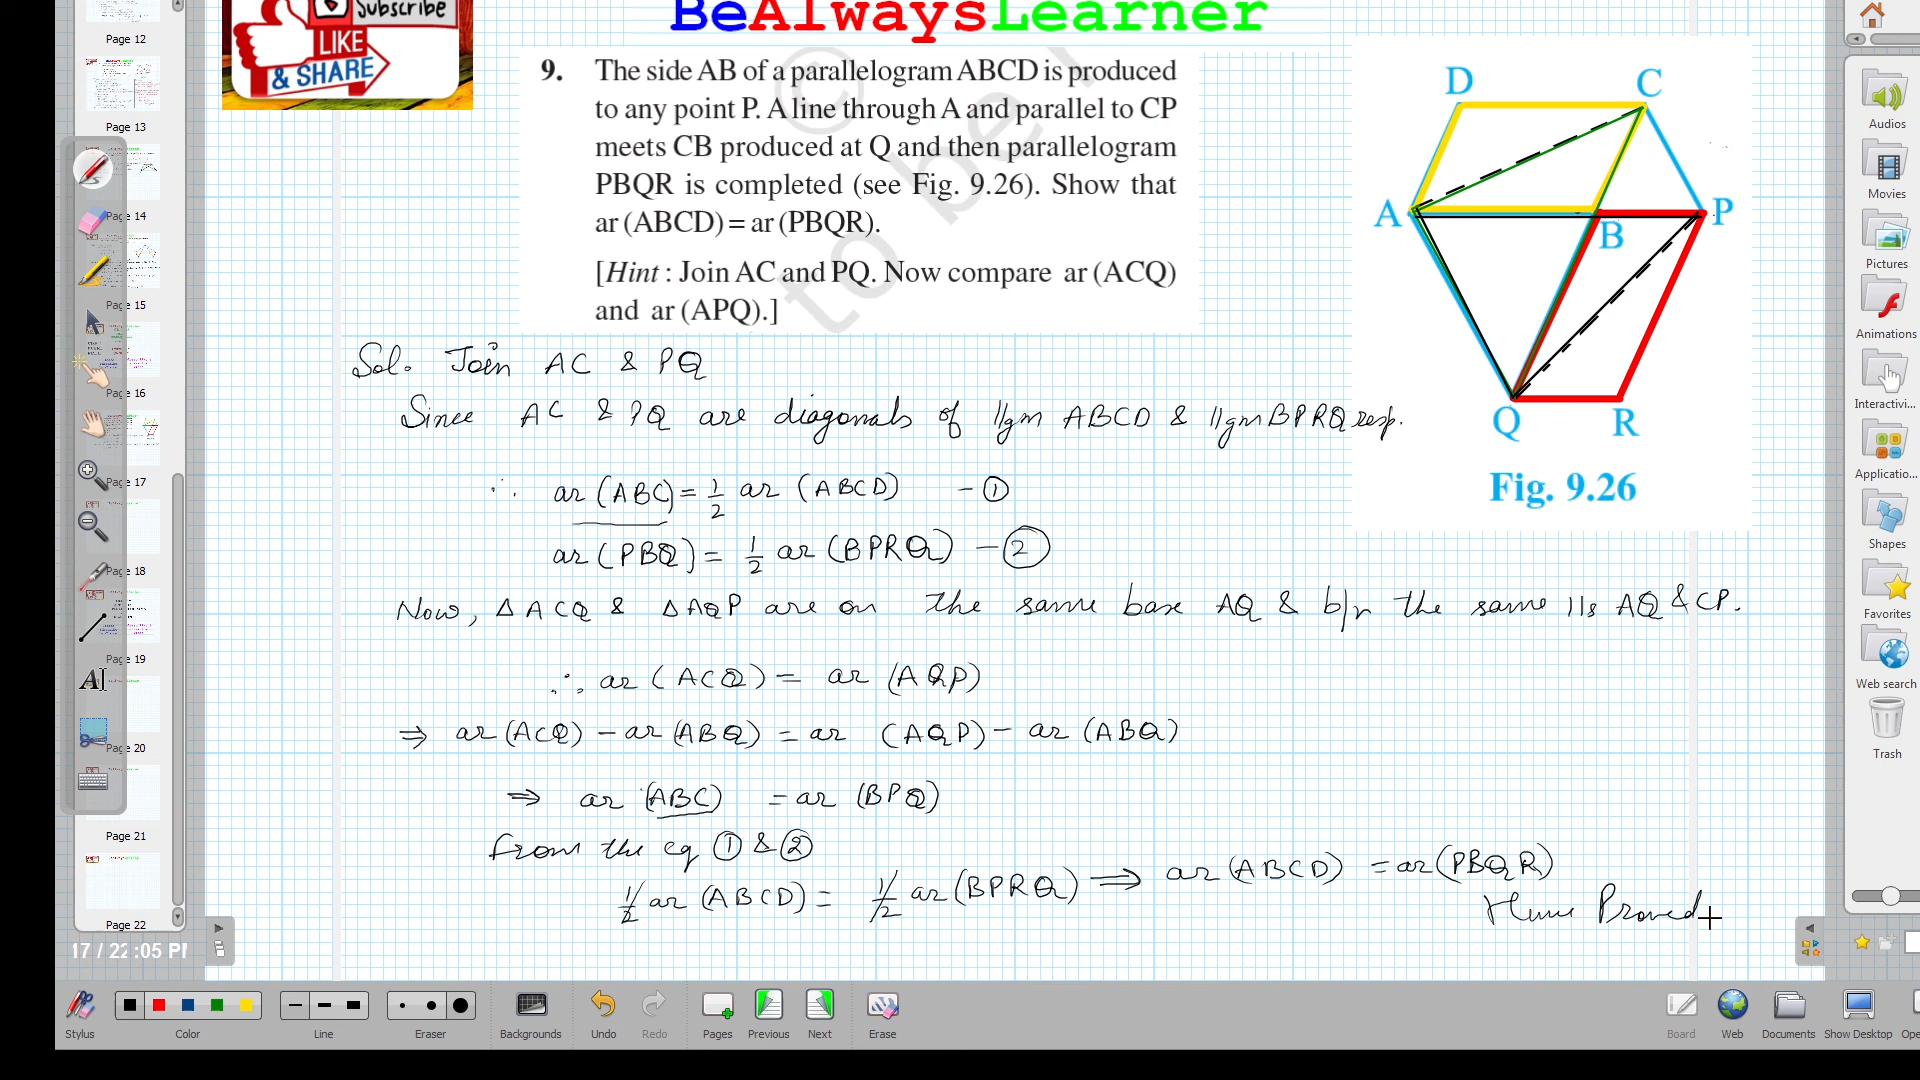 Subscribe
LIKE
& SHARE
BeAlwaysLearner
9. The side AB of a parallelogram ABCD is produced
to any point P. A line through A and parallel to CP
meets CB produced at Q and then parallelogram
PBQR is completed (see Fig. 9.26). Show that
ar (ABCD) = ar (PBQR).
[Hint : Join AC and PQ. Now compare ar (ACQ)
and ar (APQ).]
D C
A B P
Q R
Fig. 9.26
Sol. Join AC & PQ
Since AC & PQ are diagonals of ||gm ABCD & ||gm BPRQ resp.
∴ ar (ABC) = 1/2 ar (ABCD) - ①
ar (PBQ) = 1/2 ar (BPRQ) - ②
Now, △ACQ & △AQP are on the same base AQ & b/n the same ||s AQ & CP.
∴ ar (ACQ) = ar (AQP)
⇒ ar (ACQ) - ar (ABQ) = ar (AQP) - ar (ABQ)
⇒ ar (ABC) = ar (BPQ)
from the eq ① & ②
1/2 ar (ABCD) = 1/2 ar (BPRQ) ⇒ ar (ABCD) = ar (PBQR)
Hence Proved
Page 12
Page 13
Page 14
Page 15
Page 16
Page 17
Page 18
Page 19
Page 20
Page 21
Page 22
17 / 22
:05 PM
Audios
Movies
Pictures
Animations
Interactivi...
Applicatio...
Shapes
Favorites
Web search
Trash
Stylus
Color
Line
Eraser
Backgrounds
Undo
Redo
Pages
Previous
Next
Erase
Board
Web
Documents
Show Desktop